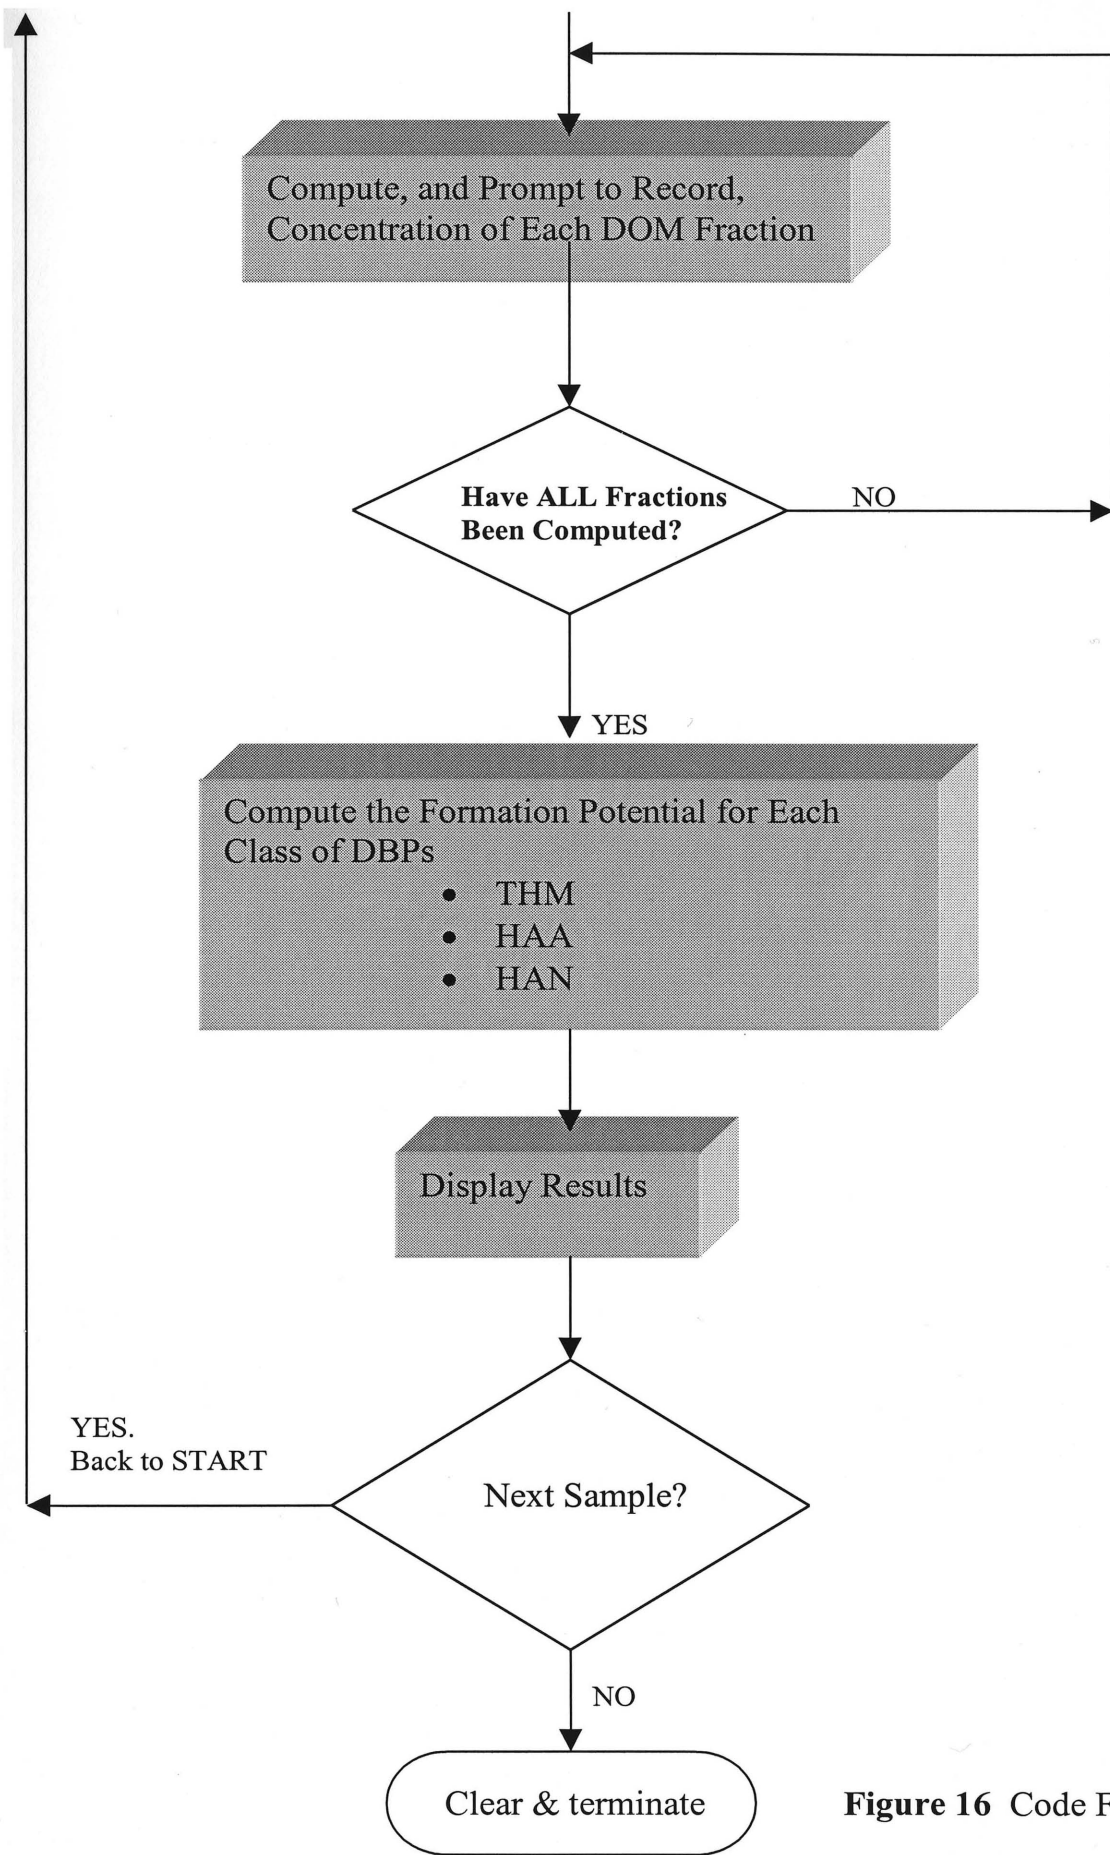 Compute, and Prompt to Record,
Concentration of Each DOM Fraction
Have ALL Fractions
Been Computed?
NO
YES
Compute the Formation Potential for Each
Class of DBPs
• THM
• HAA
• HAN
Display Results
YES.
Back to START
Next Sample?
NO
Clear & terminate
Figure 16 Code F